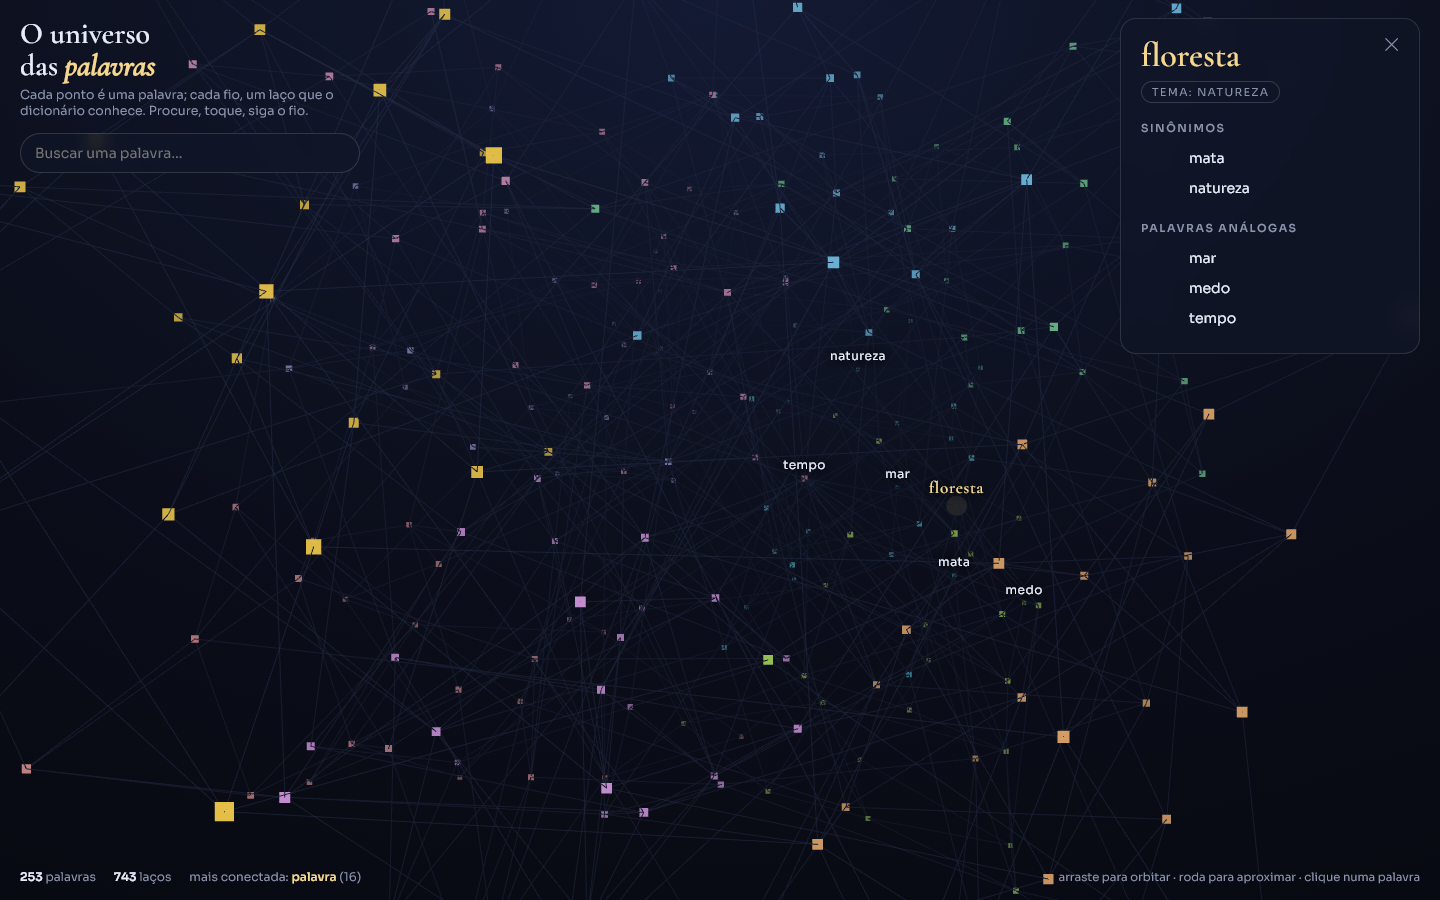 O universo
das palavras
Cada ponto é uma palavra; cada fio, um laço que o
dicionário conhece. Procure, toque, siga o fio.
Buscar uma palavra...
floresta
TEMA: NATUREZA
SINÔNIMOS
mata
natureza
PALAVRAS ANÁLOGAS
mar
medo
tempo
natureza
tempo
mar
floresta
mata
medo
253 palavras 743 laços mais conectada: palavra (16)
arraste para orbitar · roda para aproximar · clique numa palavra